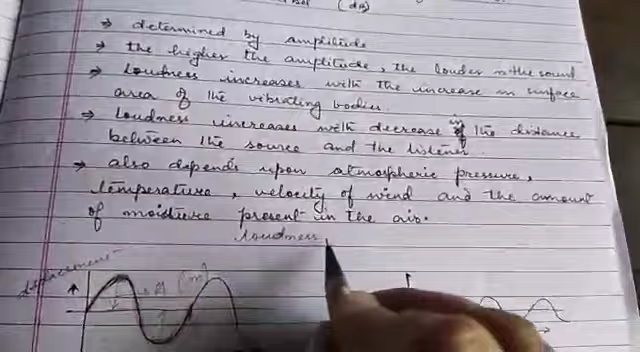 (dB)
→ determined by amplitude
→ the higher the amplitude, the louder is the sound
→ Loudness increases with the increase in surface
area of the vibrating bodies.
→ Loudness increases with decrease in the distance
between the source and the listener.
→ also depends upon atmospheric pressure,
temperature, velocity of wind and the amount
of moisture present in the air.
loudness
displacement
(m)